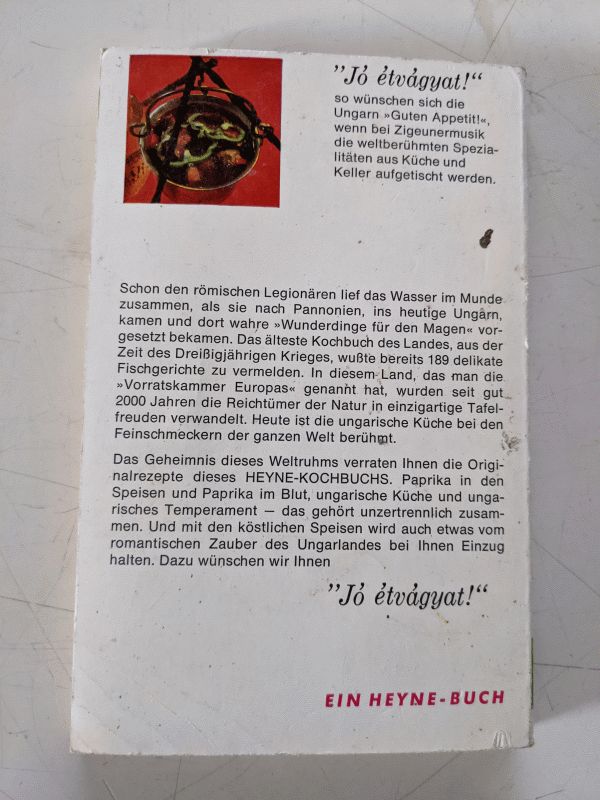 "Jó étvágyat!"
so wünschen sich die
Ungarn »Guten Appetit!«,
wenn bei Zigeunermusik
die weltberühmten Spezia-
litäten aus Küche und
Keller aufgetischt werden.
Schon den römischen Legionären lief das Wasser im Munde
zusammen, als sie nach Pannonien, ins heutige Ungarn,
kamen und dort wahre »Wunderdinge für den Magen« vor-
gesetzt bekamen. Das älteste Kochbuch des Landes, aus der
Zeit des Dreißigjährigen Krieges, wußte bereits 189 delikate
Fischgerichte zu vermelden. In diesem Land, das man die
»Vorratskammer Europas« genannt hat, wurden seit gut
2000 Jahren die Reichtümer der Natur in einzigartige Tafel-
freuden verwandelt. Heute ist die ungarische Küche bei den
Feinschmeckern der ganzen Welt berühmt.
Das Geheimnis dieses Weltruhms verraten Ihnen die Origi-
nalrezepte dieses HEYNE-KOCHBUCHS. Paprika in den
Speisen und Paprika im Blut, ungarische Küche und unga-
risches Temperament – das gehört unzertrennlich zusam-
men. Und mit den köstlichen Speisen wird auch etwas vom
romantischen Zauber des Ungarlandes bei Ihnen Einzug
halten. Dazu wünschen wir Ihnen
"Jó étvágyat!"
EIN HEYNE-BUCH